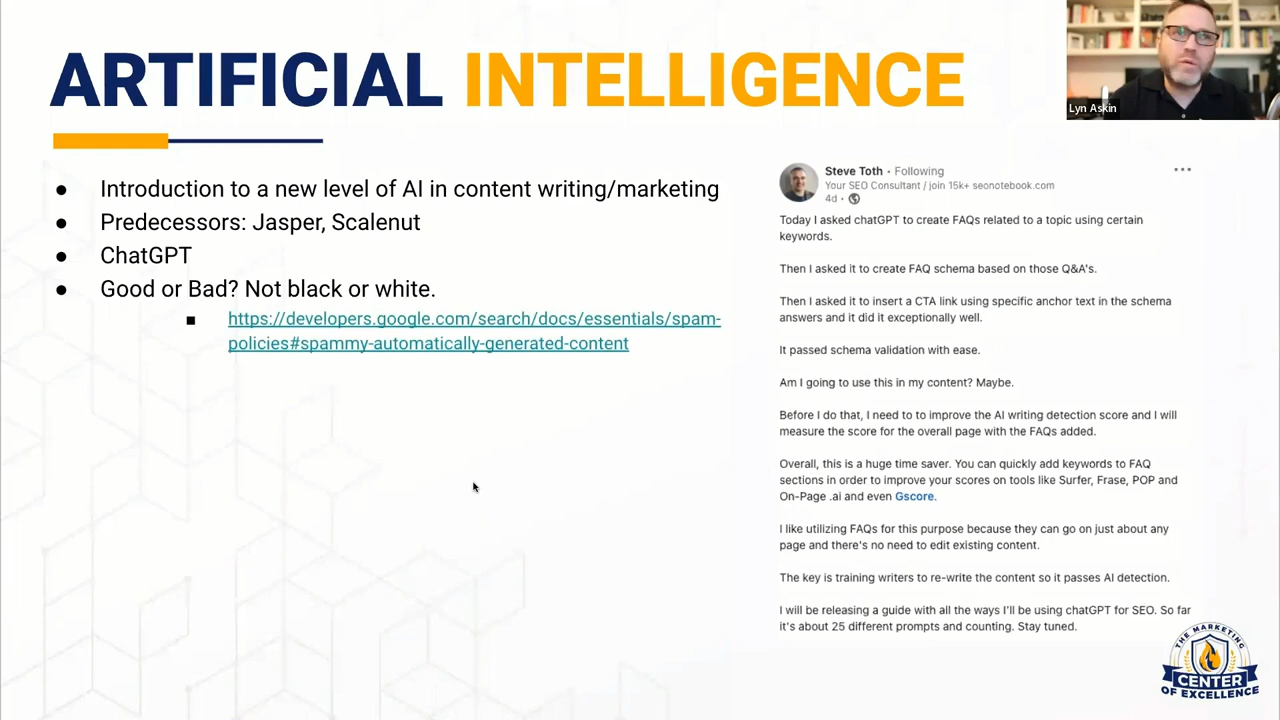 ARTIFICIAL INTELLIGENCE
Lyn Askin
● Introduction to a new level of AI in content writing/marketing
● Predecessors: Jasper, Scalenut
● ChatGPT
● Good or Bad? Not black or white.
■ https://developers.google.com/search/docs/essentials/spam-
policies#spammy-automatically-generated-content
Steve Toth • Following
Your SEO Consultant / join 15k+ seonotebook.com
4d •
Today I asked chatGPT to create FAQs related to a topic using certain
keywords.
Then I asked it to create FAQ schema based on those Q&A's.
Then I asked it to insert a CTA link using specific anchor text in the schema
answers and it did it exceptionally well.
It passed schema validation with ease.
Am I going to use this in my content? Maybe.
Before I do that, I need to to improve the AI writing detection score and I will
measure the score for the overall page with the FAQs added.
Overall, this is a huge time saver. You can quickly add keywords to FAQ
sections in order to improve your scores on tools like Surfer, Frase, POP and
On-Page .ai and even Gscore.
I like utilizing FAQs for this purpose because they can go on just about any
page and there's no need to edit existing content.
The key is training writers to re-write the content so it passes AI detection.
I will be releasing a guide with all the ways I'll be using chatGPT for SEO. So far
it's about 25 different prompts and counting. Stay tuned.
THE MARKETING
CENTER
OF EXCELLENCE